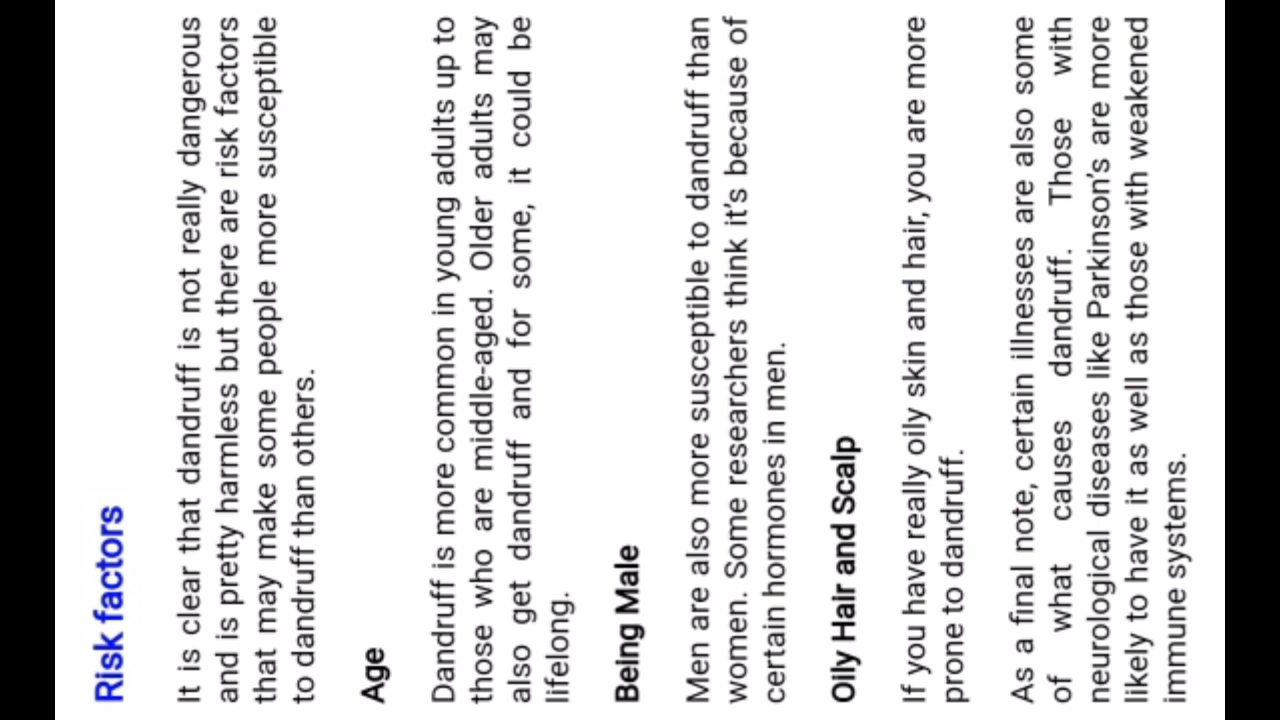 Risk factors
It is clear that dandruff is not really dangerous
and is pretty harmless but there are risk factors
that may make some people more susceptible
to dandruff than others.
Age
Dandruff is more common in young adults up to
those who are middle-aged. Older adults may
also get dandruff and for some, it could be
lifelong.
Being Male
Men are also more susceptible to dandruff than
women. Some researchers think it's because of
certain hormones in men.
Oily Hair and Scalp
If you have really oily skin and hair, you are more
prone to dandruff.
As a final note, certain illnesses are also some
of what causes dandruff. Those with
neurological diseases like Parkinson's are more
likely to have it as well as those with weakened
immune systems.